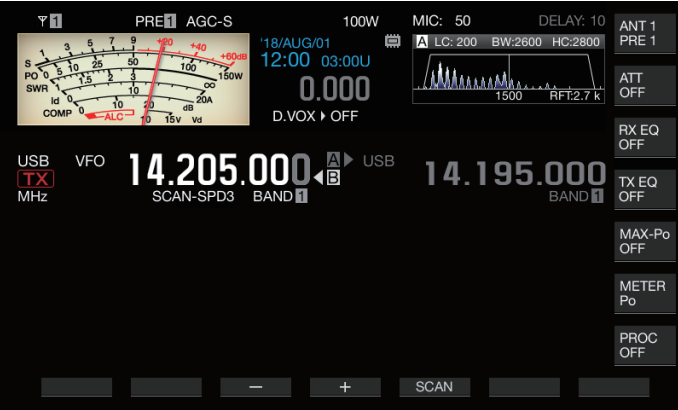 1 PRE1 AGC-S 100W MIC: 50 DELAY: 10
ANT 1
PRE 1
S 1 3 5 7 9 +20 +40 +60dB
PO 0 5 10 25 50 100 150W
SWR 1 1,5 2 3 ∞
Id 0 10 20A
COMP 0 10 20 dB
ALC 10 15V Vd
'18/AUG/01
12:00 03:00U
0.000
D.VOX ▸ OFF
A LC: 200 BW:2600 HC:2800
1500 RFT:2.7 k
ATT
OFF
RX EQ
OFF
USB VFO 14.205.000 A ▶ USB 14.195.000
TX ◀ B
MHz SCAN-SPD3 BAND 1 BAND 1
TX EQ
OFF
MAX-Po
OFF
METER
Po
PROC
OFF
− + SCAN